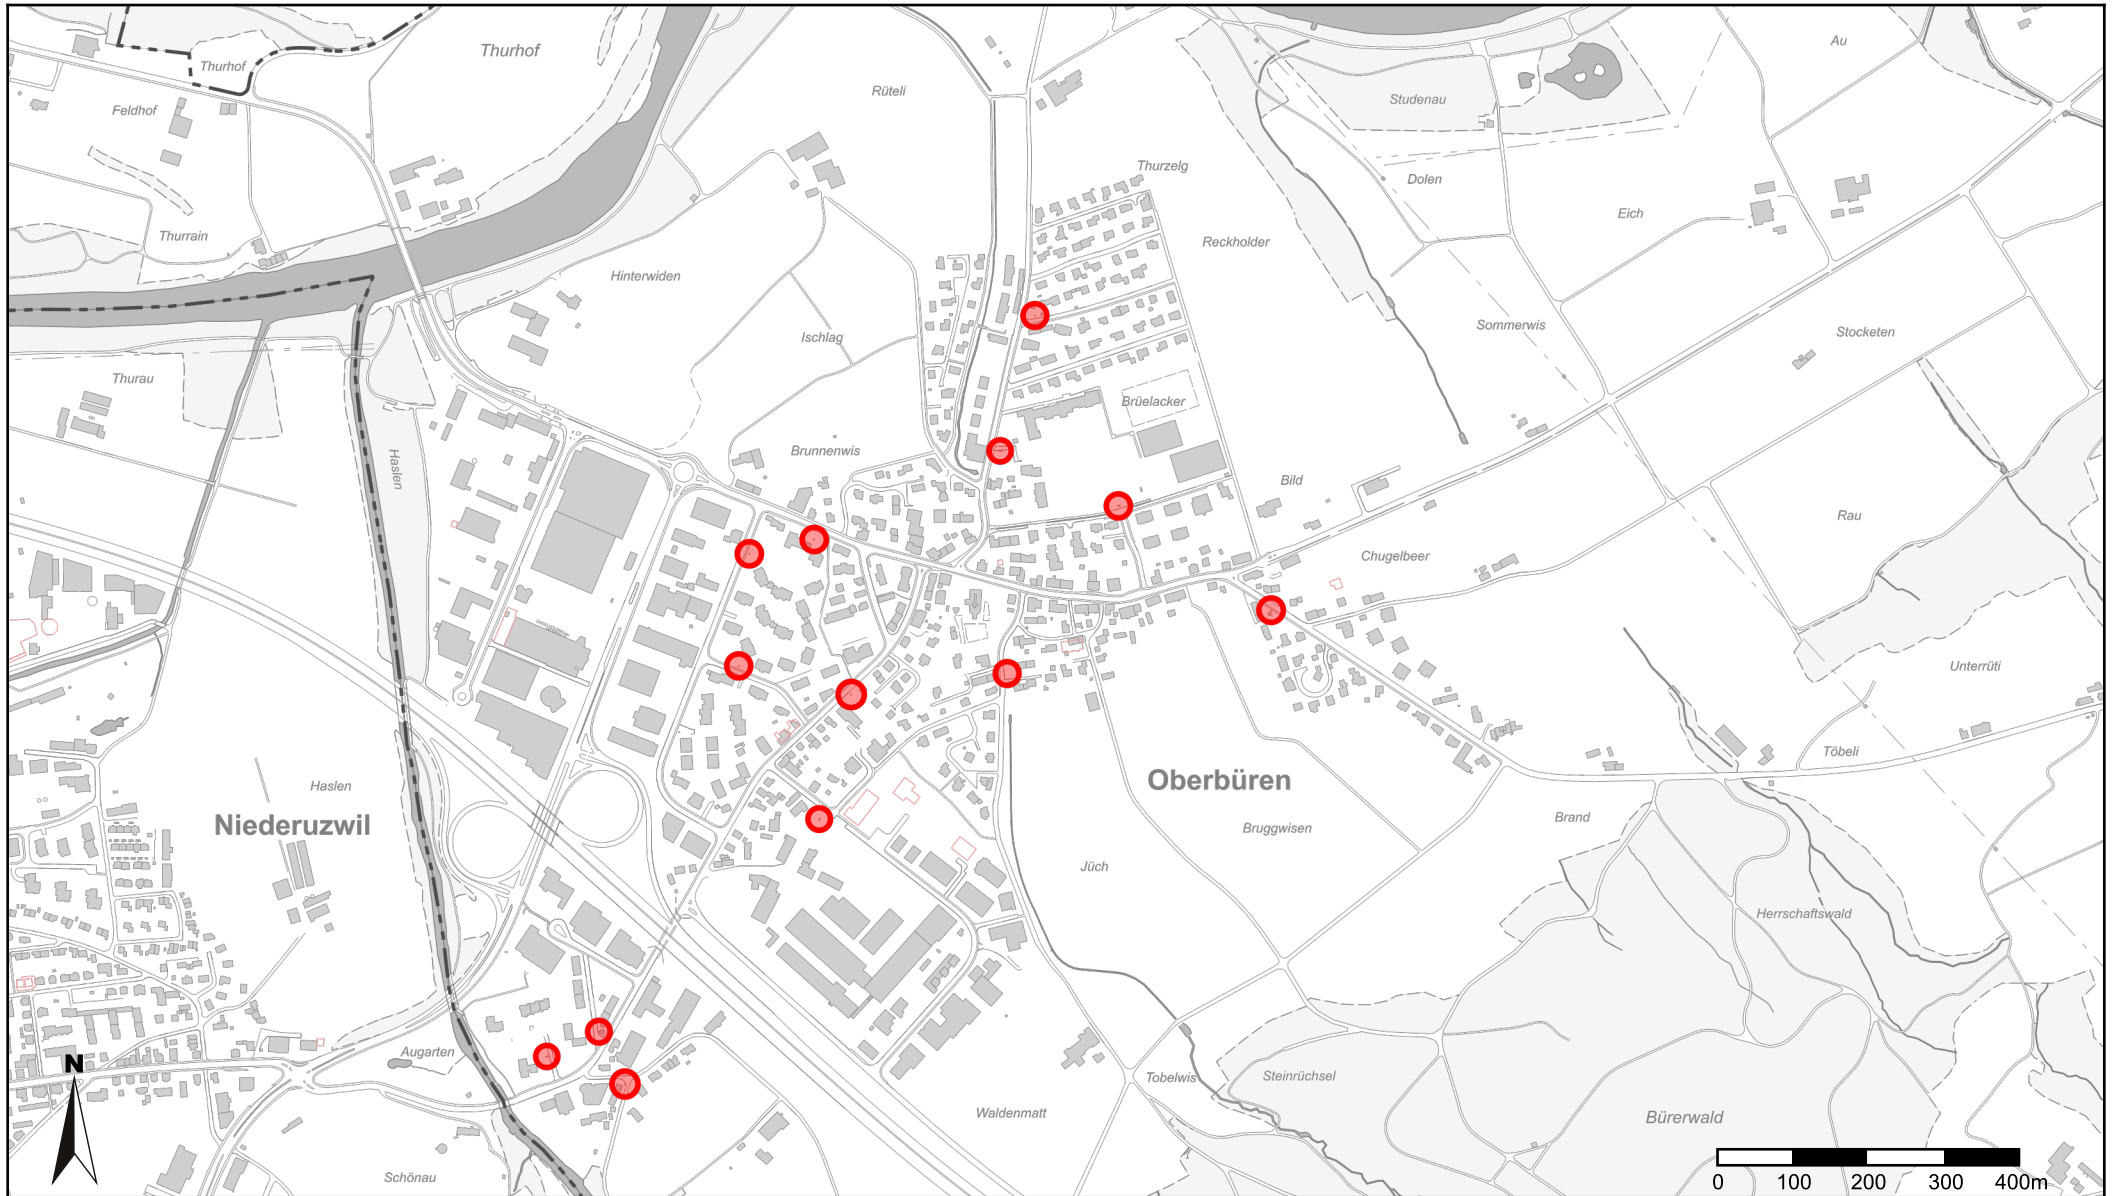 Thurhof
Au
Thurhof
Rüteli
Studenau
Feldhof
Thurzelg
Dolen
Eich
Thurrain
Reckholder
Hinterwiden
Sommerwis
Stocketen
Ischlag
Thurau
Brüelacker
Brunnenwis
Haslen
Bild
Rau
Chugelbeer
Unterrüti
Töbeli
Oberbüren
Haslen
Niederuzwil
Bruggwisen
Brand
Jüch
Herrschaftswald
Augarten
N
Tobelwis
Steinrüchsel
Waldenmatt
Bürerwald
Schönau
0 100 200 300 400m